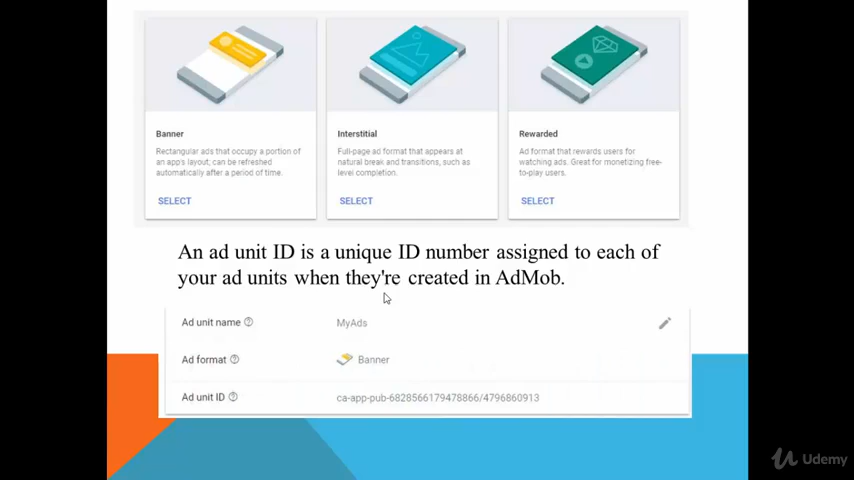 Banner
Rectangular ads that occupy a portion of
an app's layout; can be refreshed
automatically after a period of time.
SELECT
Interstitial
Full-page ad format that appears at
natural break and transitions, such as
level completion.
SELECT
Rewarded
Ad format that rewards users for
watching ads. Great for monetizing free-
to-play users.
SELECT
An ad unit ID is a unique ID number assigned to each of
your ad units when they're created in AdMob.
Ad unit name MyAds
Ad format Banner
Ad unit ID ca-app-pub-6828566179478866/4796860913
Udemy